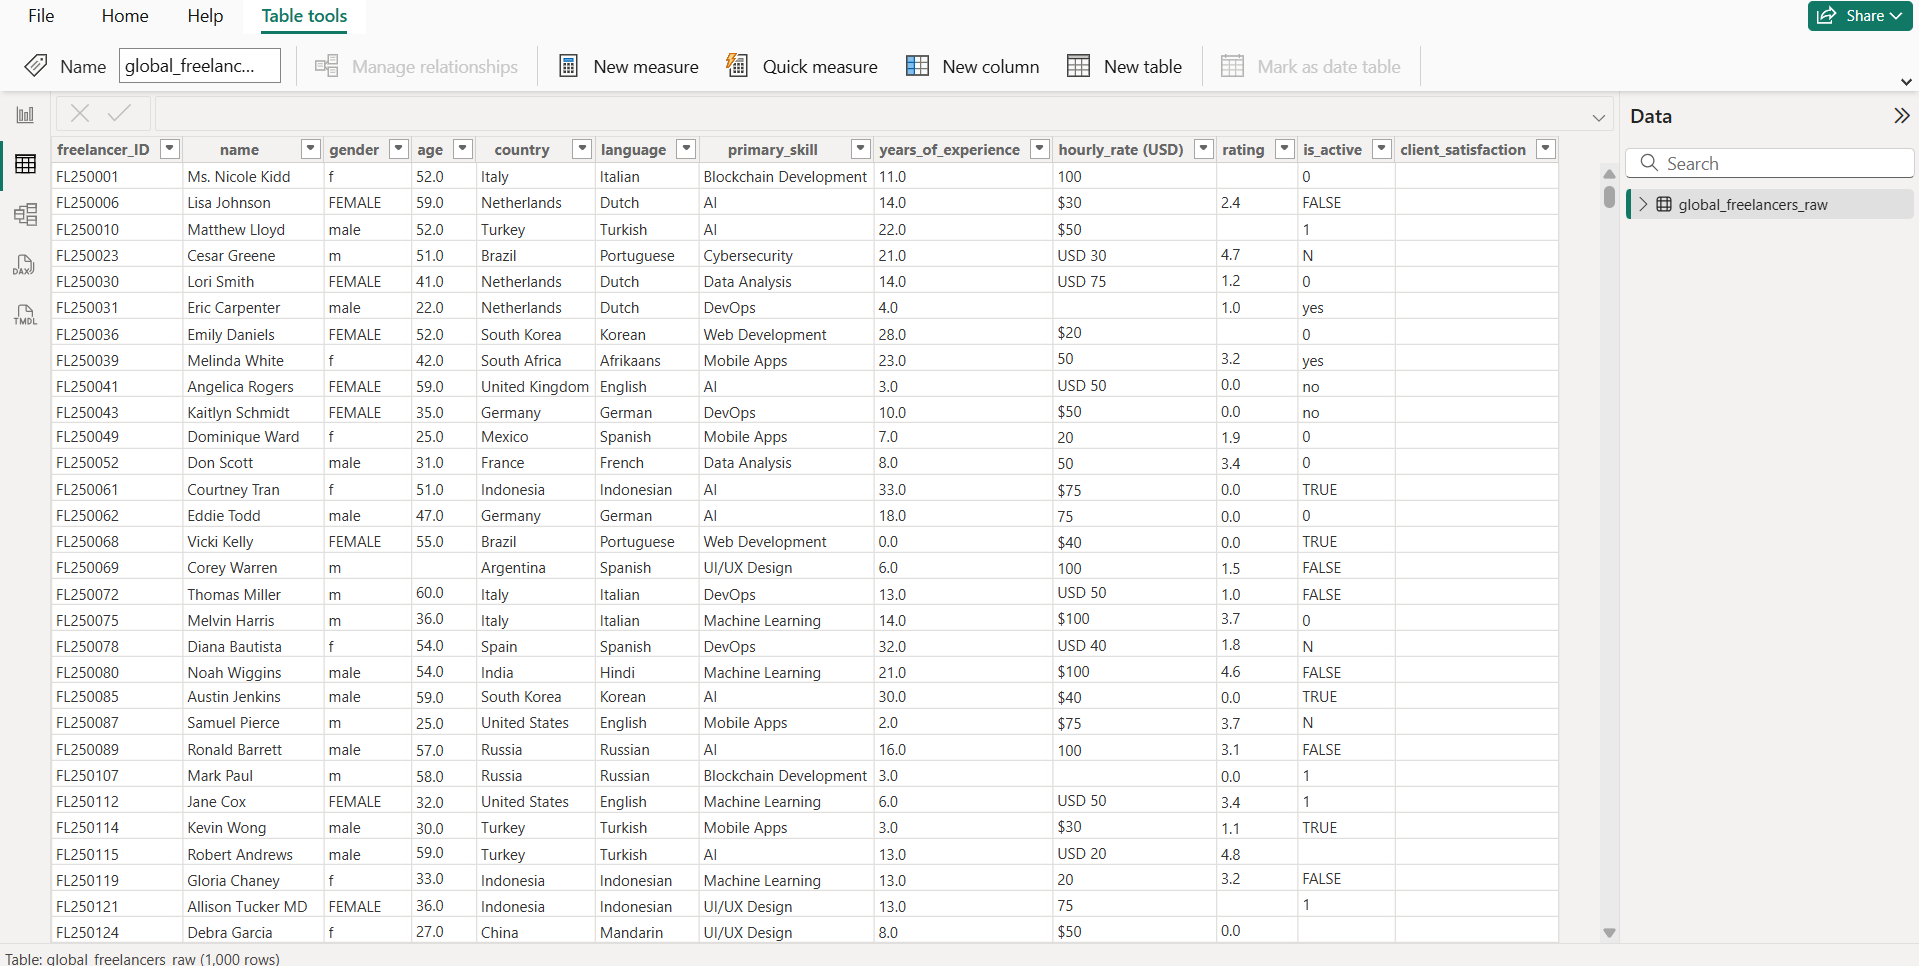 File Home Help Table tools Share
Name global_freelanc... Manage relationships New measure Quick measure New column New table Mark as date table
Data
Search
global_freelancers_raw
DAX
TMDL
freelancer_ID name gender age country language primary_skill years_of_experience hourly_rate (USD) rating is_active client_satisfaction
FL250001 Ms. Nicole Kidd f 52.0 Italy Italian Blockchain Development 11.0 100 0
FL250006 Lisa Johnson FEMALE 59.0 Netherlands Dutch AI 14.0 $30 2.4 FALSE
FL250010 Matthew Lloyd male 52.0 Turkey Turkish AI 22.0 $50 1
FL250023 Cesar Greene m 51.0 Brazil Portuguese Cybersecurity 21.0 USD 30 4.7 N
FL250030 Lori Smith FEMALE 41.0 Netherlands Dutch Data Analysis 14.0 USD 75 1.2 0
FL250031 Eric Carpenter male 22.0 Netherlands Dutch DevOps 4.0 1.0 yes
FL250036 Emily Daniels FEMALE 52.0 South Korea Korean Web Development 28.0 $20 0
FL250039 Melinda White f 42.0 South Africa Afrikaans Mobile Apps 23.0 50 3.2 yes
FL250041 Angelica Rogers FEMALE 59.0 United Kingdom English AI 3.0 USD 50 0.0 no
FL250043 Kaitlyn Schmidt FEMALE 35.0 Germany German DevOps 10.0 $50 0.0 no
FL250049 Dominique Ward f 25.0 Mexico Spanish Mobile Apps 7.0 20 1.9 0
FL250052 Don Scott male 31.0 France French Data Analysis 8.0 50 3.4 0
FL250061 Courtney Tran f 51.0 Indonesia Indonesian AI 33.0 $75 0.0 TRUE
FL250062 Eddie Todd male 47.0 Germany German AI 18.0 75 0.0 0
FL250068 Vicki Kelly FEMALE 55.0 Brazil Portuguese Web Development 0.0 $40 0.0 TRUE
FL250069 Corey Warren m Argentina Spanish UI/UX Design 6.0 100 1.5 FALSE
FL250072 Thomas Miller m 60.0 Italy Italian DevOps 13.0 USD 50 1.0 FALSE
FL250075 Melvin Harris m 36.0 Italy Italian Machine Learning 14.0 $100 3.7 0
FL250078 Diana Bautista f 54.0 Spain Spanish DevOps 32.0 USD 40 1.8 N
FL250080 Noah Wiggins male 54.0 India Hindi Machine Learning 21.0 $100 4.6 FALSE
FL250085 Austin Jenkins male 59.0 South Korea Korean AI 30.0 $40 0.0 TRUE
FL250087 Samuel Pierce m 25.0 United States English Mobile Apps 2.0 $75 3.7 N
FL250089 Ronald Barrett male 57.0 Russia Russian AI 16.0 100 3.1 FALSE
FL250107 Mark Paul m 58.0 Russia Russian Blockchain Development 3.0 0.0 1
FL250112 Jane Cox FEMALE 32.0 United States English Machine Learning 6.0 USD 50 3.4 1
FL250114 Kevin Wong male 30.0 Turkey Turkish Mobile Apps 3.0 $30 1.1 TRUE
FL250115 Robert Andrews male 59.0 Turkey Turkish AI 13.0 USD 20 4.8
FL250119 Gloria Chaney f 33.0 Indonesia Indonesian Machine Learning 13.0 20 3.2 FALSE
FL250121 Allison Tucker MD FEMALE 36.0 Indonesia Indonesian UI/UX Design 13.0 75 1
FL250124 Debra Garcia f 27.0 China Mandarin UI/UX Design 8.0 $50 0.0
Table: global_freelancers_raw (1,000 rows)